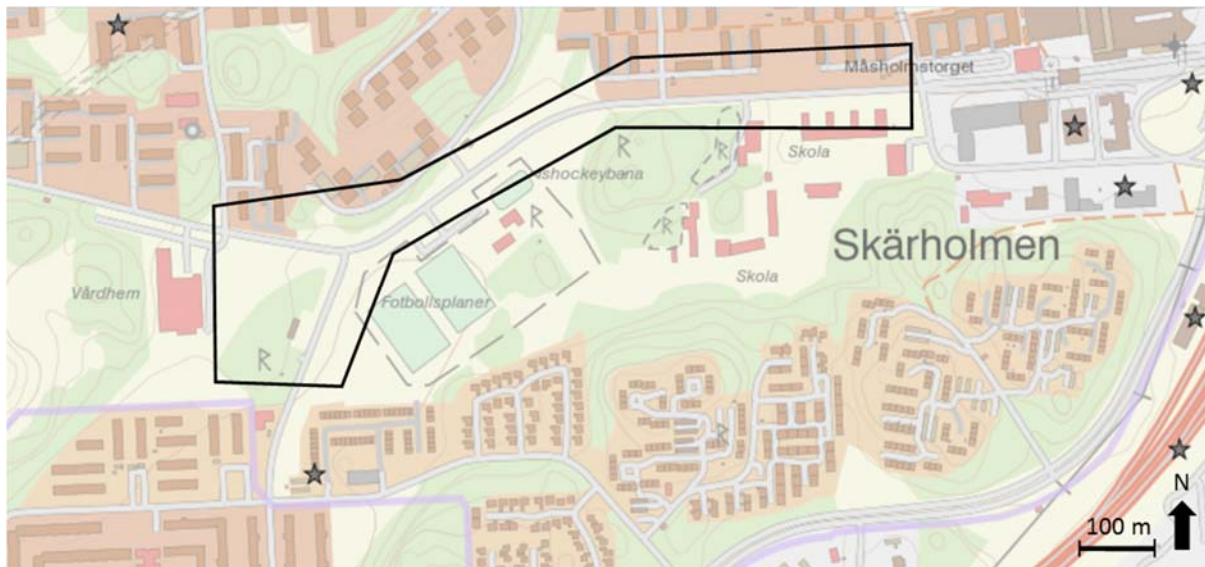 Måsholmstorget
R
R
Skola
Ishockeybana
R
R
Skärholmen
Vårdhem
Skola
Fotbollsplaner
R
R
N
100 m